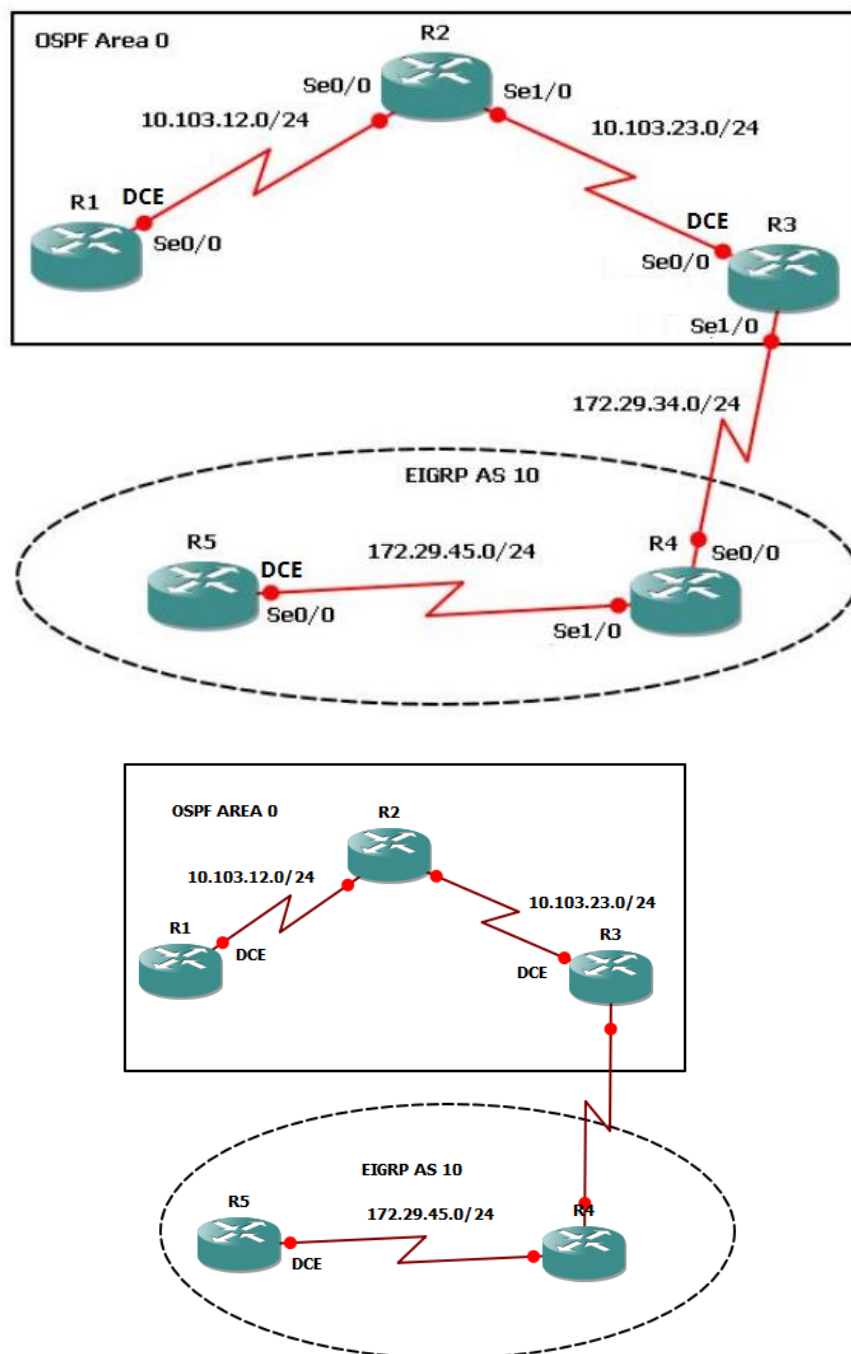 OSPF Area 0
R2
Se0/0
Se1/0
10.103.12.0/24
10.103.23.0/24
R1
DCE
Se0/0
DCE
R3
Se0/0
Se1/0
172.29.34.0/24
EIGRP AS 10
R5
172.29.45.0/24
R4
DCE
Se0/0
Se0/0
Se1/0
OSPF AREA 0
R2
10.103.12.0/24
10.103.23.0/24
R1
R3
DCE
DCE
EIGRP AS 10
R5
172.29.45.0/24
R4
DCE